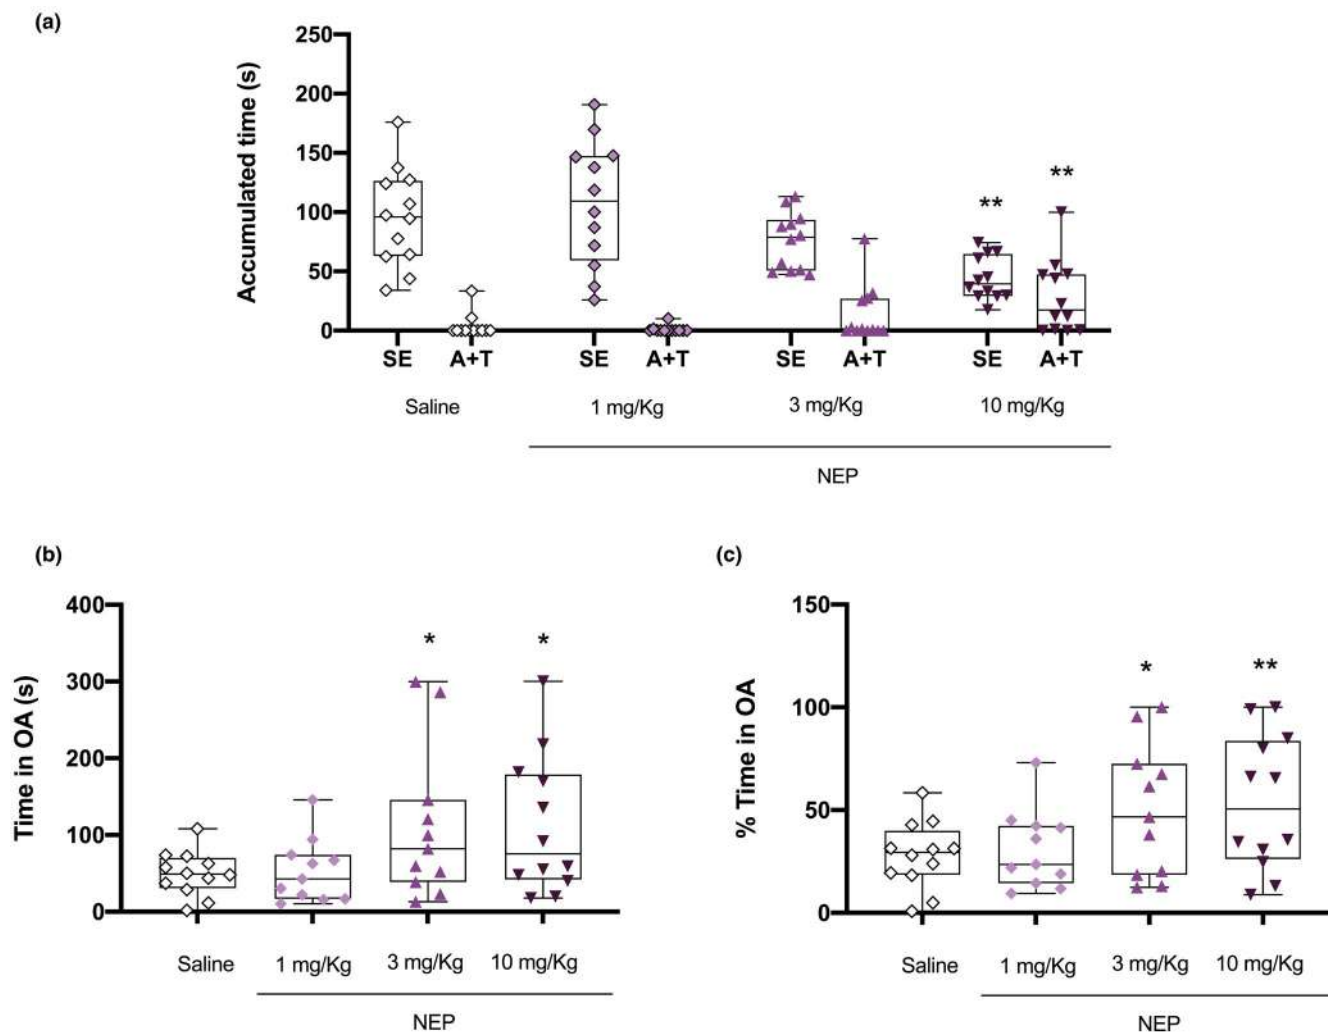 (a)
250
200
150
100
50
0
Accumulated time (s)
**
**
SE A+T SE A+T SE A+T SE A+T
Saline 1 mg/Kg 3 mg/Kg 10 mg/Kg
NEP
(b)
400
300
200
100
0
Time in OA (s)
*
*
Saline 1 mg/Kg 3 mg/Kg 10 mg/Kg
NEP
(c)
150
100
50
0
% Time in OA
*
**
Saline 1 mg/Kg 3 mg/Kg 10 mg/Kg
NEP